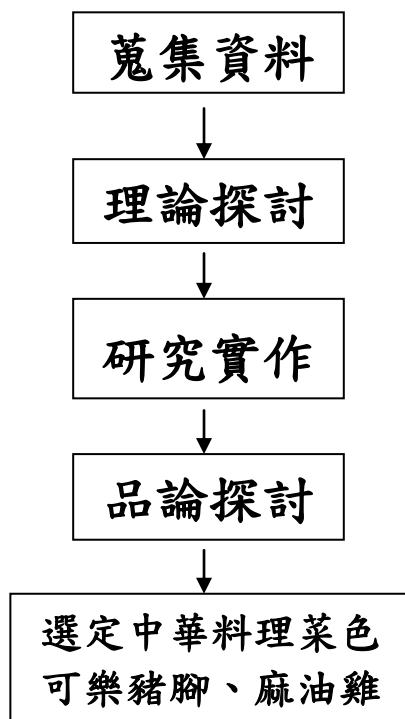 蒐集資料
理論探討
研究實作
品論探討
選定中華料理菜色
可樂豬腳、麻油雞